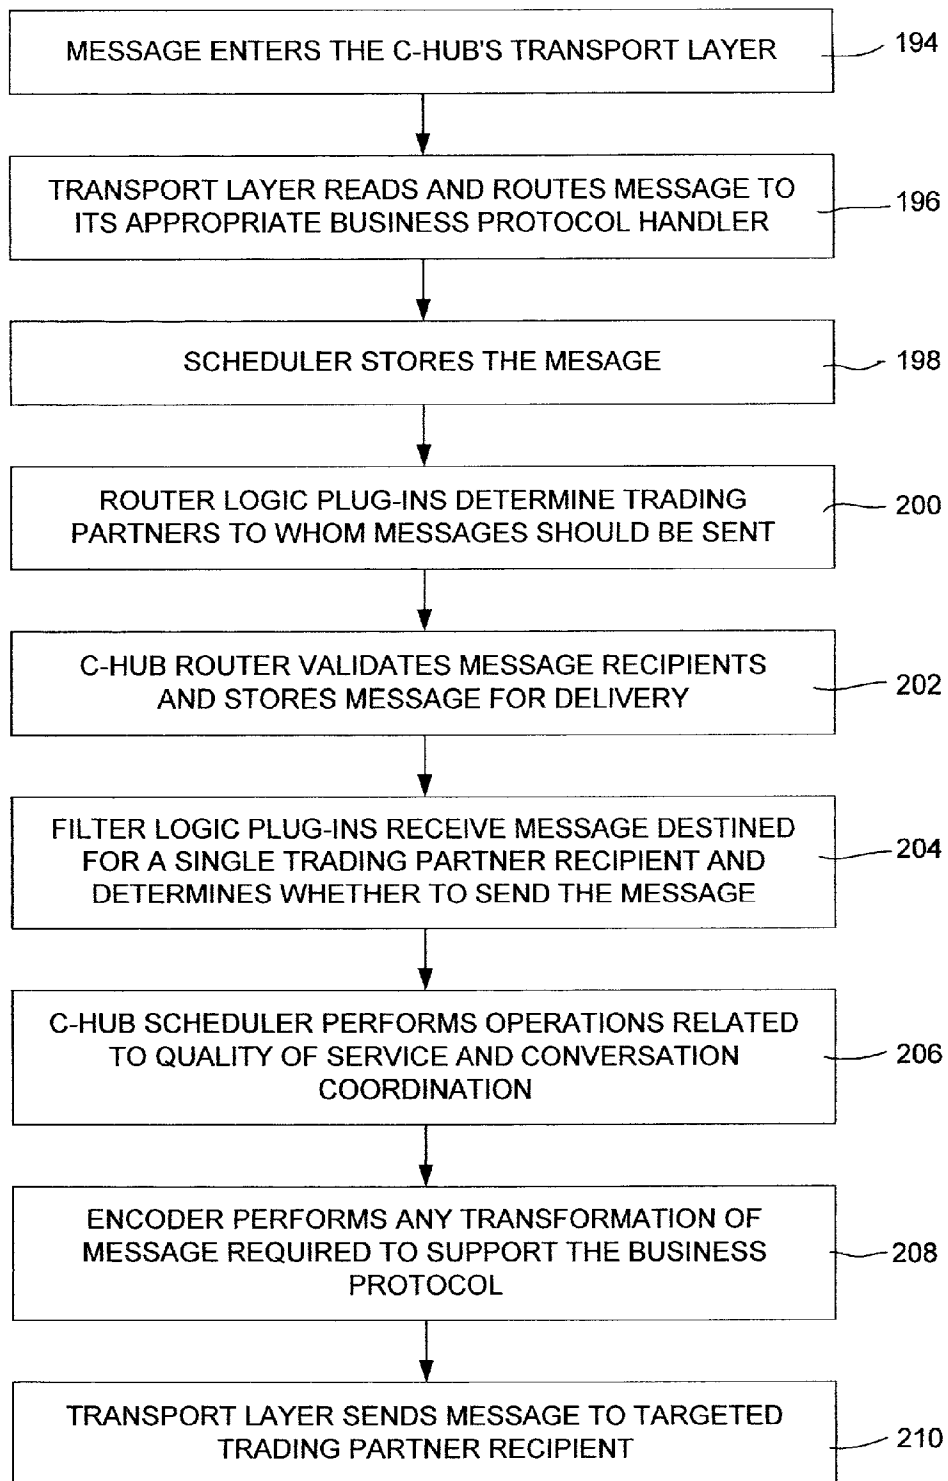 MESSAGE ENTERS THE C-HUB'S TRANSPORT LAYER
194
TRANSPORT LAYER READS AND ROUTES MESSAGE TO
ITS APPROPRIATE BUSINESS PROTOCOL HANDLER
196
SCHEDULER STORES THE MESAGE
198
ROUTER LOGIC PLUG-INS DETERMINE TRADING
PARTNERS TO WHOM MESSAGES SHOULD BE SENT
200
C-HUB ROUTER VALIDATES MESSAGE RECIPIENTS
AND STORES MESSAGE FOR DELIVERY
202
FILTER LOGIC PLUG-INS RECEIVE MESSAGE DESTINED
FOR A SINGLE TRADING PARTNER RECIPIENT AND
DETERMINES WHETHER TO SEND THE MESSAGE
204
C-HUB SCHEDULER PERFORMS OPERATIONS RELATED
TO QUALITY OF SERVICE AND CONVERSATION
COORDINATION
206
ENCODER PERFORMS ANY TRANSFORMATION OF
MESSAGE REQUIRED TO SUPPORT THE BUSINESS
PROTOCOL
208
TRANSPORT LAYER SENDS MESSAGE TO TARGETED
TRADING PARTNER RECIPIENT
210